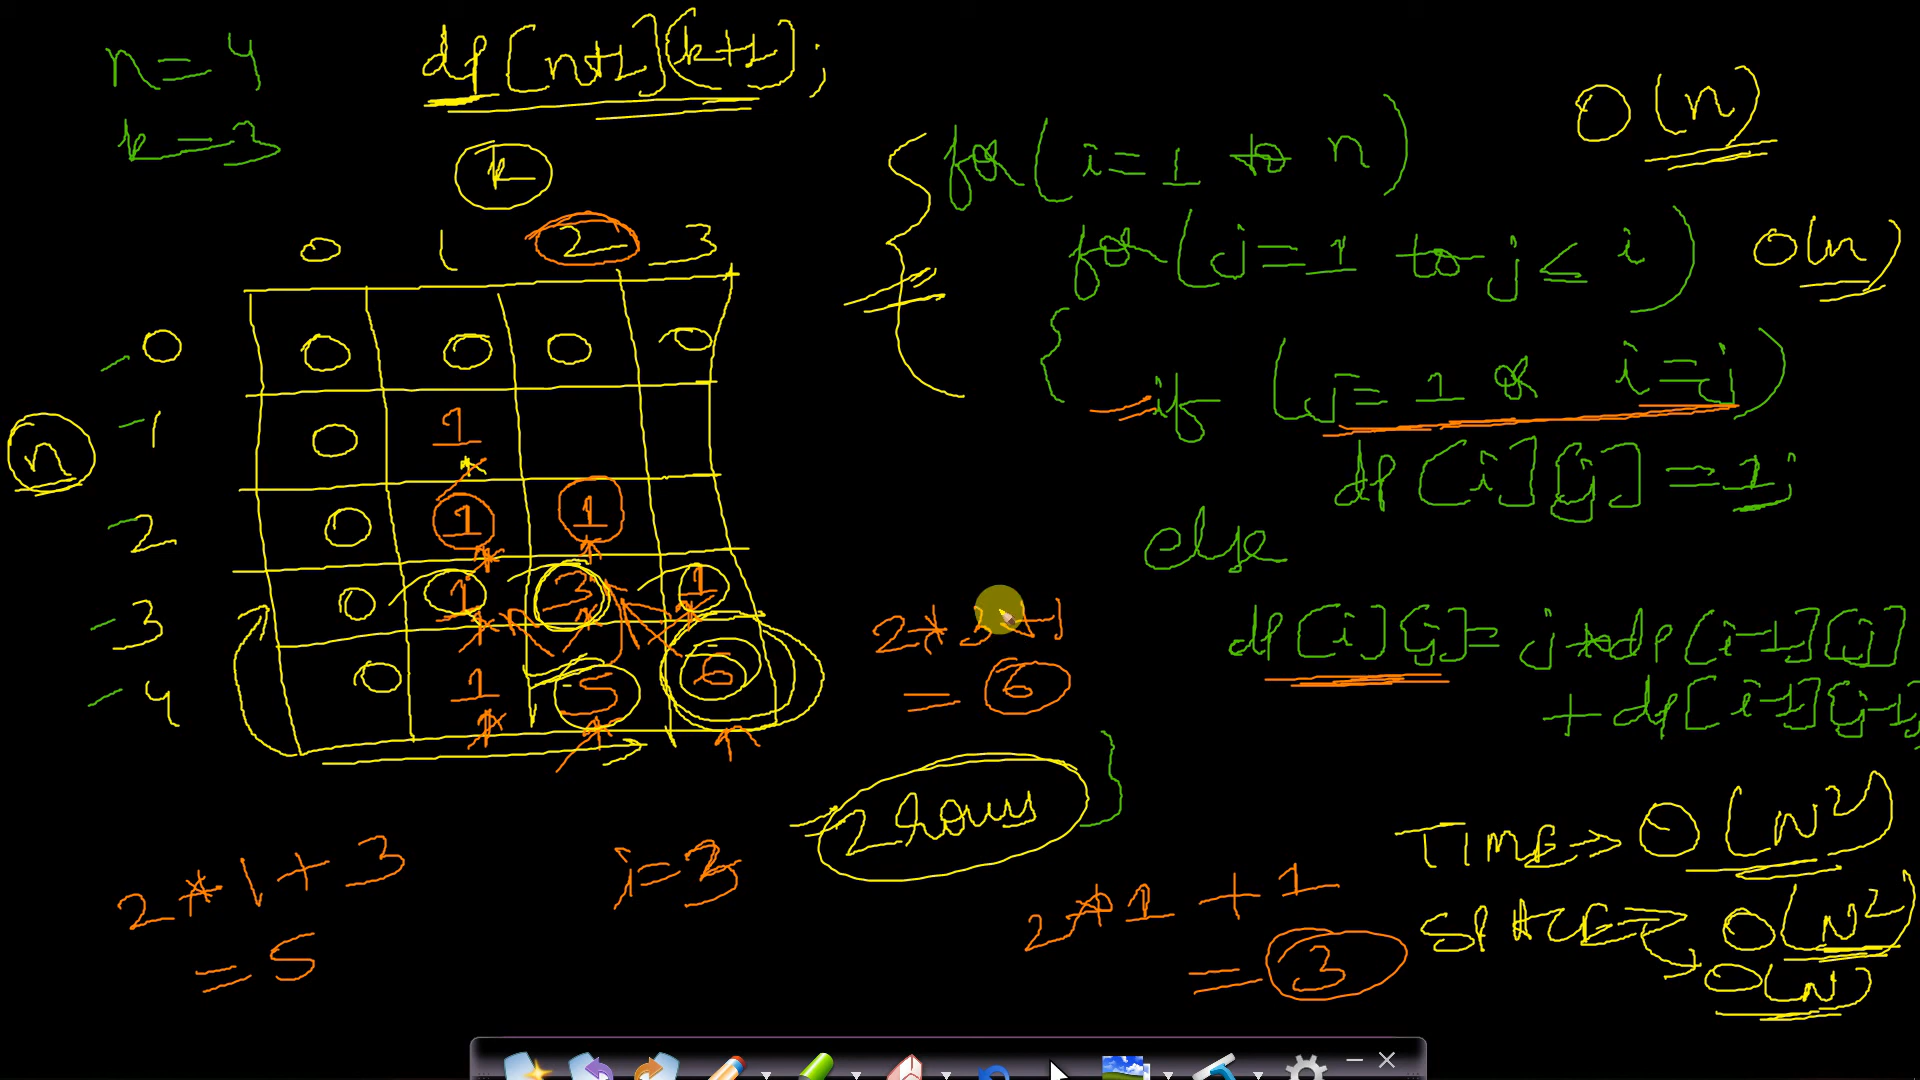 n=4
k=3
dp[n+1][k+1];
k
0 1 2 3
n
-0 0 0 0 0
-1 0 1
-2 0 1 1
-3 0 1 3 1
-4 0 1 5 6
2*1+3
=5
i=3
= 6
2 rows
2*1+1
=3
for(i=1 to n)
O(n)
for(j=1 to j≤i)
O(n)
{
if (j=1 or i=j)
dp[i][j]=1;
else
dp[i][j]=j*dp[i-1][j]
+dp[i-1][j-1]
}
TIME→O(N²)
SPACE→O(N²)
→O(N)